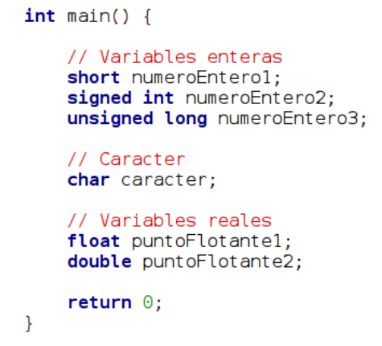 int main() {
// Variables enteras
short numeroEntero1;
signed int numeroEntero2;
unsigned long numeroEntero3;
// Caracter
char caracter;
// Variables reales
float puntoFlotante1;
double puntoFlotante2;
return 0;
}